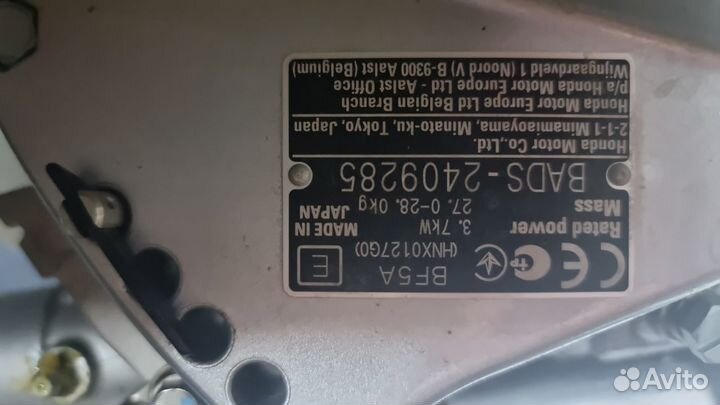 BF5A
(HNX0127G0)
E
CE
Rated power
3.7kW
MADE IN
JAPAN
Mass
27.0-28.0kg
BADS-2409285
Honda Motor Co.,Ltd.
2-1-1 Minamiaoyama, Minato-ku, Tokyo, Japan
Honda Motor Europe Ltd Belgian Branch
p/a Honda Motor Europe Ltd - Aalst Office
Wijngaardveld 1 (Noord V) B-9300 Aalst (Belgium)
Avito